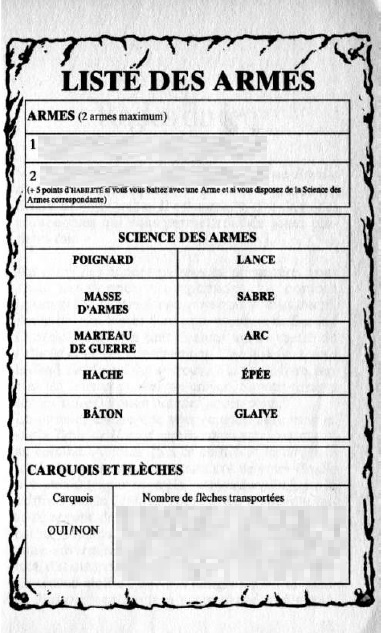 LISTE DES ARMES
ARMES (2 armes maximum)
1
2
(+ 5 points d'HABILETÉ si vous vous battez avec une Arme et si vous disposez de la Science des
Armes correspondante)
SCIENCE DES ARMES
POIGNARD LANCE
MASSE
D'ARMES SABRE
MARTEAU
DE GUERRE ARC
HACHE ÉPÉE
BÂTON GLAIVE
CARQUOIS ET FLÈCHES
Carquois Nombre de flèches transportées
OUI/NON